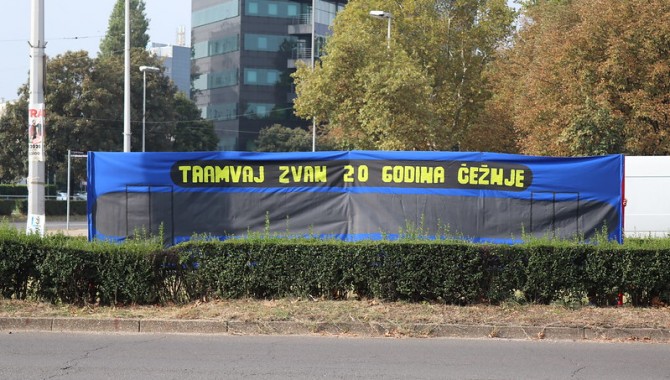 TRAMVAJ ZVAN 20 GODINA ČEŽNJE